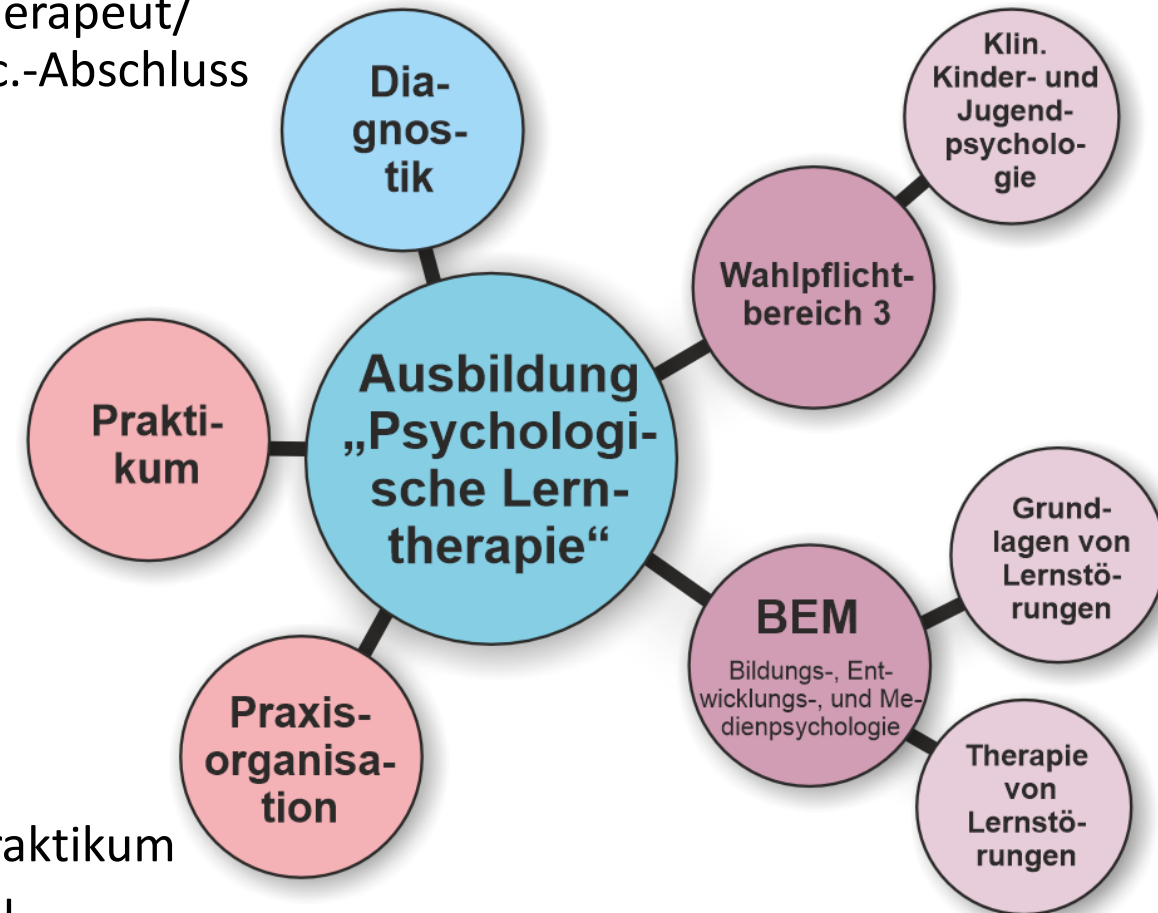 erapeut/
c.-Abschluss
Dia-
gnos-
tik
Klin.
Kinder- und
Jugend-
psycholo-
gie
Wahlpflicht-
bereich 3
Ausbildung
„Psychologi-
sche Lern-
therapie“
Prakti-
kum
Grund-
lagen von
Lernstö-
rungen
BEM
Bildungs-, Ent-
wicklungs-, und Me-
dienpsychologie
Praxis-
organisa-
tion
Therapie
von
Lernstö-
rungen
raktikum